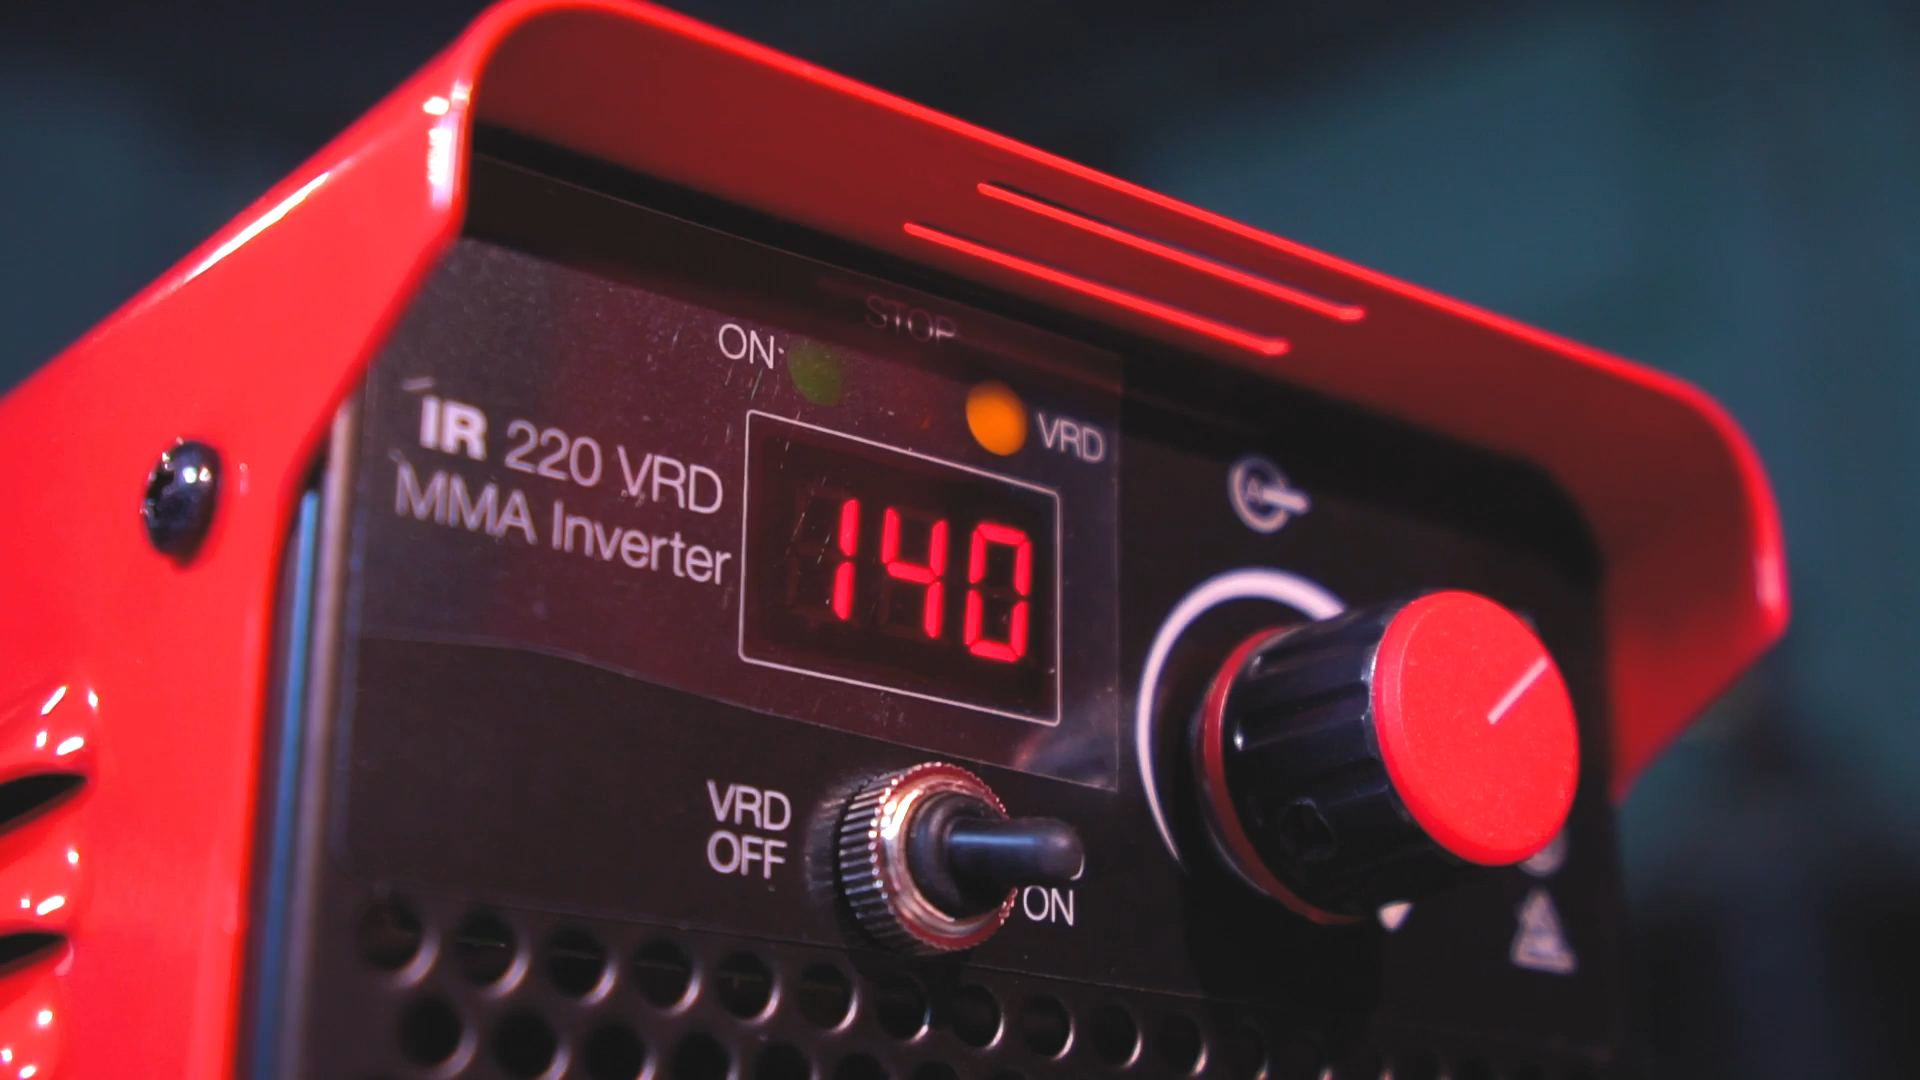 STOP
ON
VRD
IR 220 VRD
MMA Inverter
140
A
VRD
OFF
ON